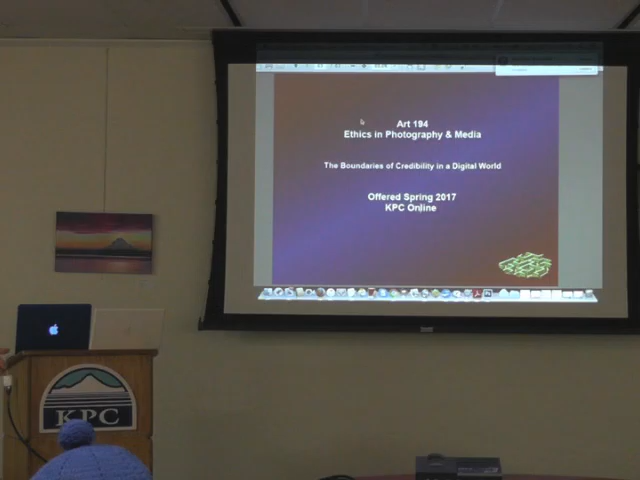 Art 194
Ethics in Photography & Media
The Boundaries of Credibility in a Digital World
Offered Spring 2017
KPC Online
KPC